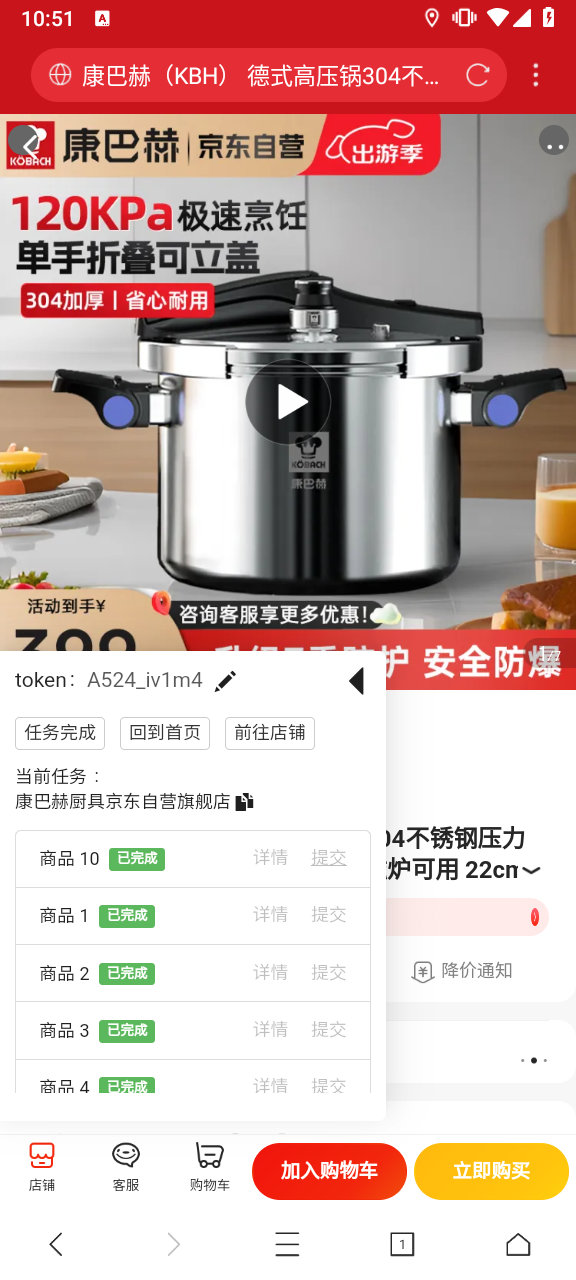 10:51
康巴赫（KBH） 德式高压锅304不...
KÖBACH 康巴赫 京东自营 出游季
120KPa极速烹饪
单手折叠可立盖
304加厚 省心耐用
KÖBACH
康巴赫
活动到手¥
咨询客服享更多优惠！
护 安全防爆
token： A524_iv1m4
任务完成 回到首页 前往店铺
当前任务 ：
康巴赫厨具京东自营旗舰店
04不锈钢压力
炉可用 22cm
商品 10 已完成 详情 提交
商品 1 已完成 详情 提交
降价通知
商品 2 已完成 详情 提交
商品 3 已完成 详情 提交
商品 4 已完成 详情 提交
店铺 客服 购物车 加入购物车 立即购买
1